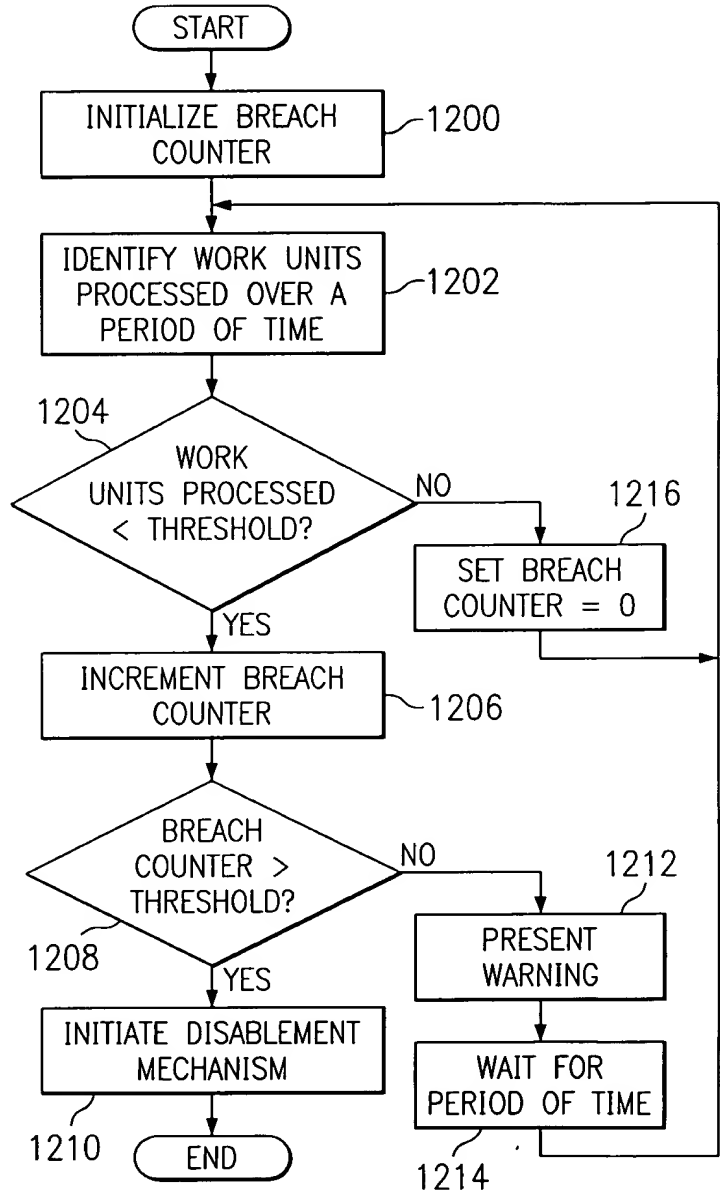 START
INITIALIZE BREACH
COUNTER
1200
IDENTIFY WORK UNITS
PROCESSED OVER A
PERIOD OF TIME
1202
1204
WORK
UNITS PROCESSED
< THRESHOLD?
NO
1216
SET BREACH
COUNTER = 0
YES
INCREMENT BREACH
COUNTER
1206
BREACH
COUNTER >
THRESHOLD?
NO
1208
1212
PRESENT
WARNING
YES
INITIATE DISABLEMENT
MECHANISM
1210
WAIT FOR
PERIOD OF TIME
1214
END